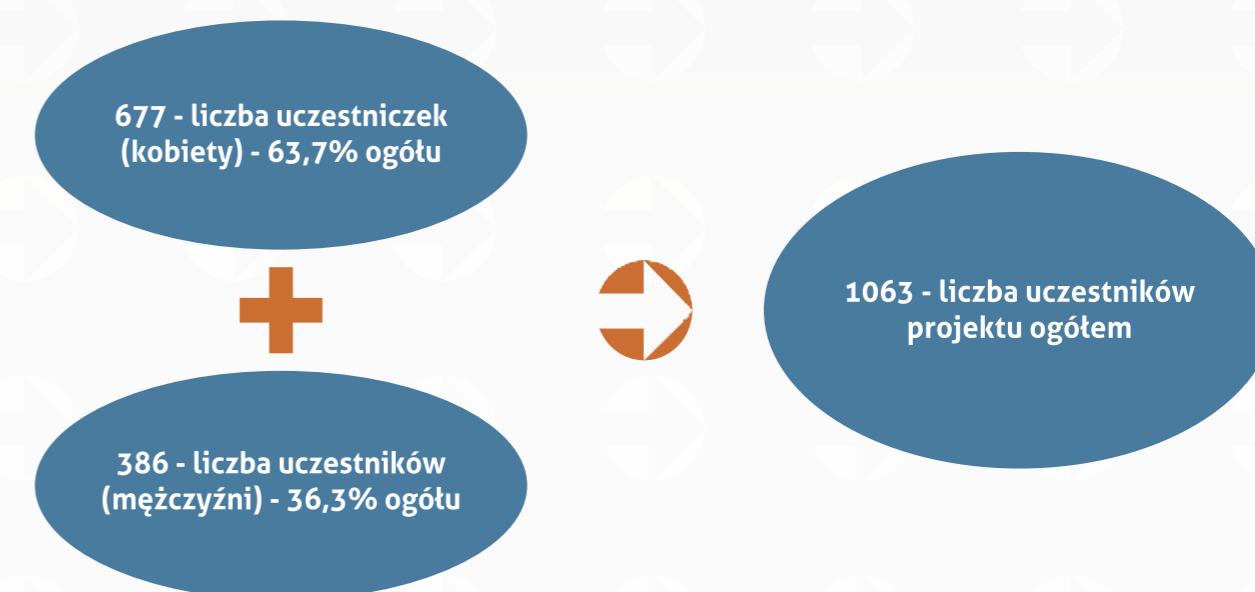 677 - liczba uczestniczek
(kobiety) - 63,7% ogółu
386 - liczba uczestników
(mężczyźni) - 36,3% ogółu
1063 - liczba uczestników
projektu ogółem